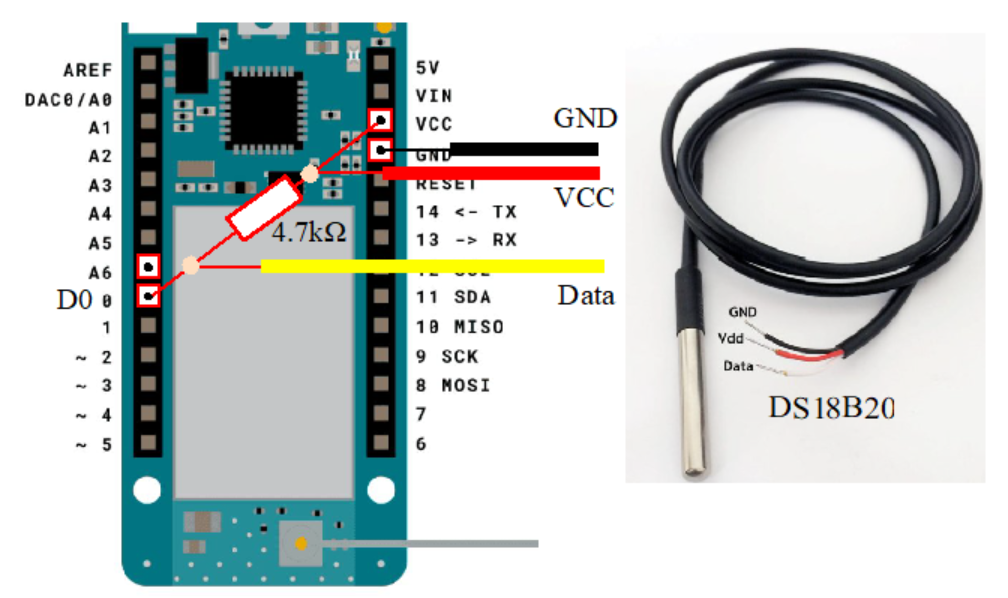 AREF
DAC0/A0
A1
A2
A3
A4
A5
A6
D0 0
1
~ 2
~ 3
~ 4
~ 5
4.7kΩ
5V
VIN
VCC
GND
RESET
14 <- TX
13 -> RX
11 SDA
10 MISO
9 SCK
8 MOSI
7
6
GND
VCC
Data
GND
Vdd
Data
DS18B20